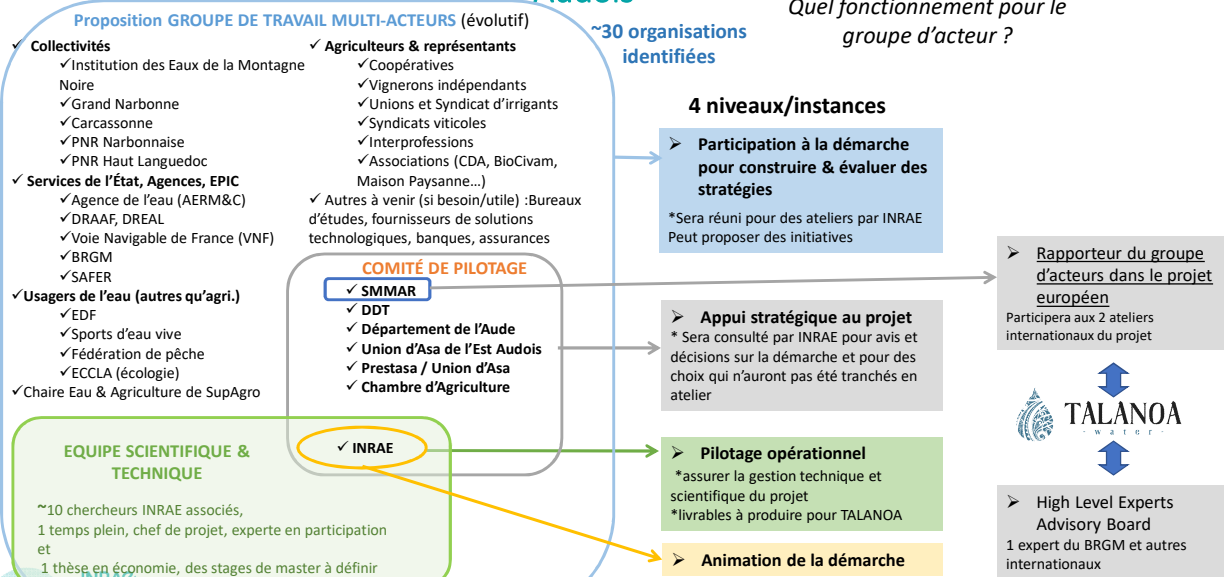 Proposition GROUPE DE TRAVAIL MULTI-ACTEURS (évolutif)
✓ Collectivités
✓Institution des Eaux de la Montagne
Noire
✓Grand Narbonne
✓Carcassonne
✓PNR Narbonnaise
✓PNR Haut Languedoc
✓ Services de l'État, Agences, EPIC
✓Agence de l'eau (AERM&C)
✓DRAAF, DREAL
✓Voie Navigable de France (VNF)
✓BRGM
✓SAFER
✓Usagers de l'eau (autres qu'agri.)
✓EDF
✓Sports d'eau vive
✓Fédération de pêche
✓ECCLA (écologie)
✓Chaire Eau & Agriculture de SupAgro
✓ Agriculteurs & représentants
✓Coopératives
✓Vignerons indépendants
✓Unions et Syndicat d'irrigants
✓Syndicats viticoles
✓Interprofessions
✓Associations (CDA, BioCivam,
Maison Paysanne…)
✓ Autres à venir (si besoin/utile) :Bureaux
d'études, fournisseurs de solutions
technologiques, banques, assurances
COMITÉ DE PILOTAGE
✓ SMMAR
✓ DDT
✓ Département de l'Aude
✓ Union d'Asa de l'Est Audois
✓ Prestasa / Union d'Asa
✓ Chambre d'Agriculture
✓ INRAE
EQUIPE SCIENTIFIQUE &
TECHNIQUE
~10 chercheurs INRAE associés,
1 temps plein, chef de projet, experte en participation
et
1 thèse en économie, des stages de master à définir
~30 organisations
identifiées
Quel fonctionnement pour le
groupe d'acteur ?
4 niveaux/instances
➢ Participation à la démarche
pour construire & évaluer des
stratégies
*Sera réuni pour des ateliers par INRAE
Peut proposer des initiatives
➢ Appui stratégique au projet
* Sera consulté par INRAE pour avis et
décisions sur la démarche et pour des
choix qui n'auront pas été tranchés en
atelier
➢ Pilotage opérationnel
*assurer la gestion technique et
scientifique du projet
*livrables à produire pour TALANOA
➢ Animation de la démarche
➢ Rapporteur du groupe
d'acteurs dans le projet
européen
Participera aux 2 ateliers
internationaux du projet
TALANOA
- water -
➢ High Level Experts
Advisory Board
1 expert du BRGM et autres
internationaux